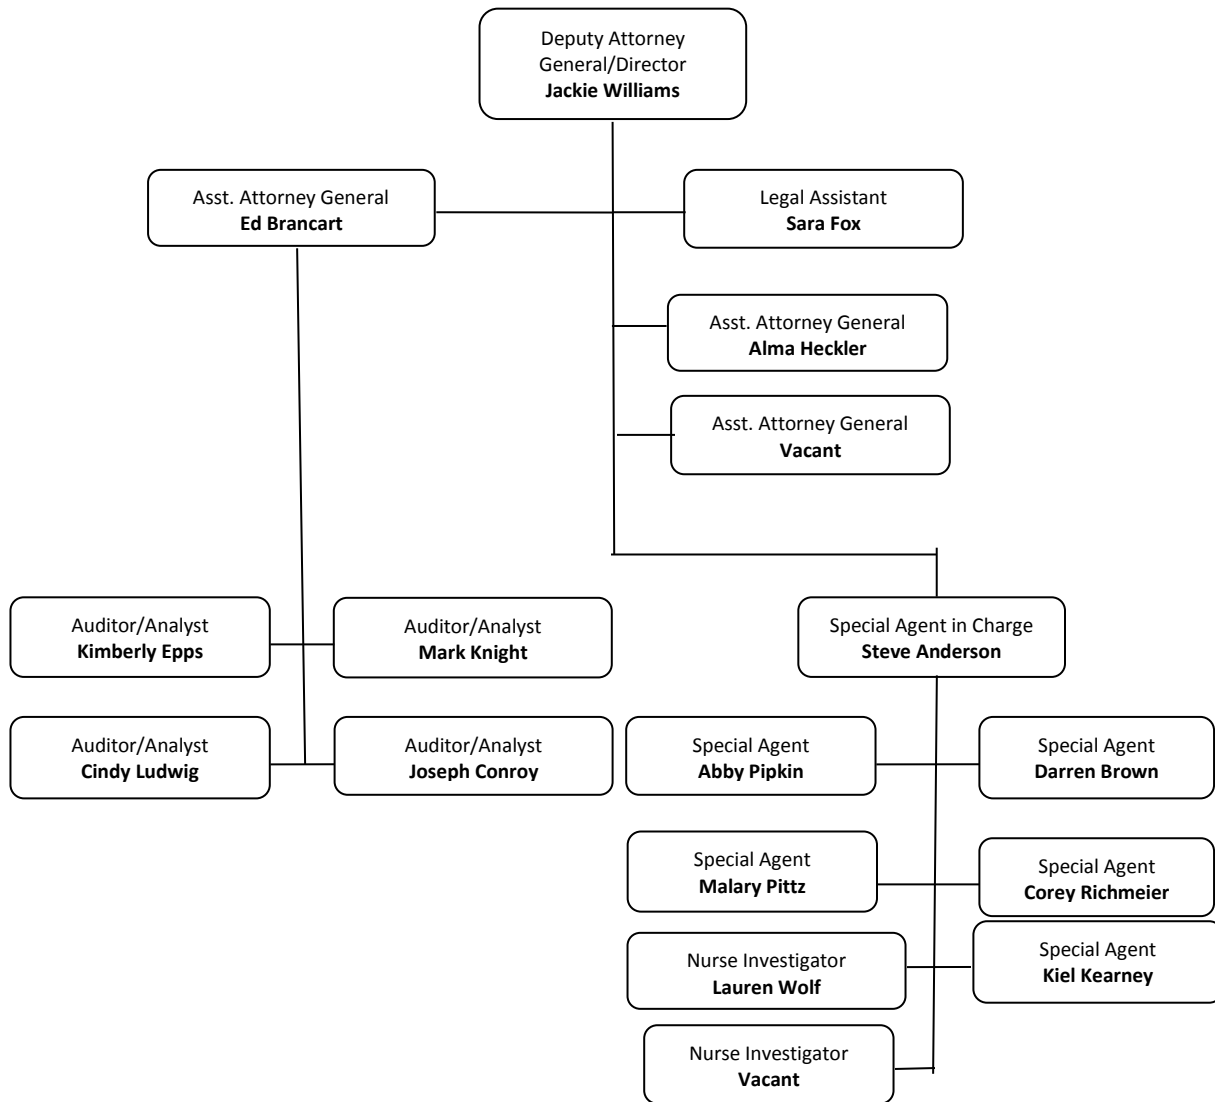 Deputy Attorney
General/Director
Jackie Williams
Asst. Attorney General
Ed Brancart
Legal Assistant
Sara Fox
Asst. Attorney General
Alma Heckler
Asst. Attorney General
Vacant
Auditor/Analyst
Kimberly Epps
Auditor/Analyst
Mark Knight
Special Agent in Charge
Steve Anderson
Auditor/Analyst
Cindy Ludwig
Auditor/Analyst
Joseph Conroy
Special Agent
Abby Pipkin
Special Agent
Darren Brown
Special Agent
Malary Pittz
Special Agent
Corey Richmeier
Nurse Investigator
Lauren Wolf
Special Agent
Kiel Kearney
Nurse Investigator
Vacant